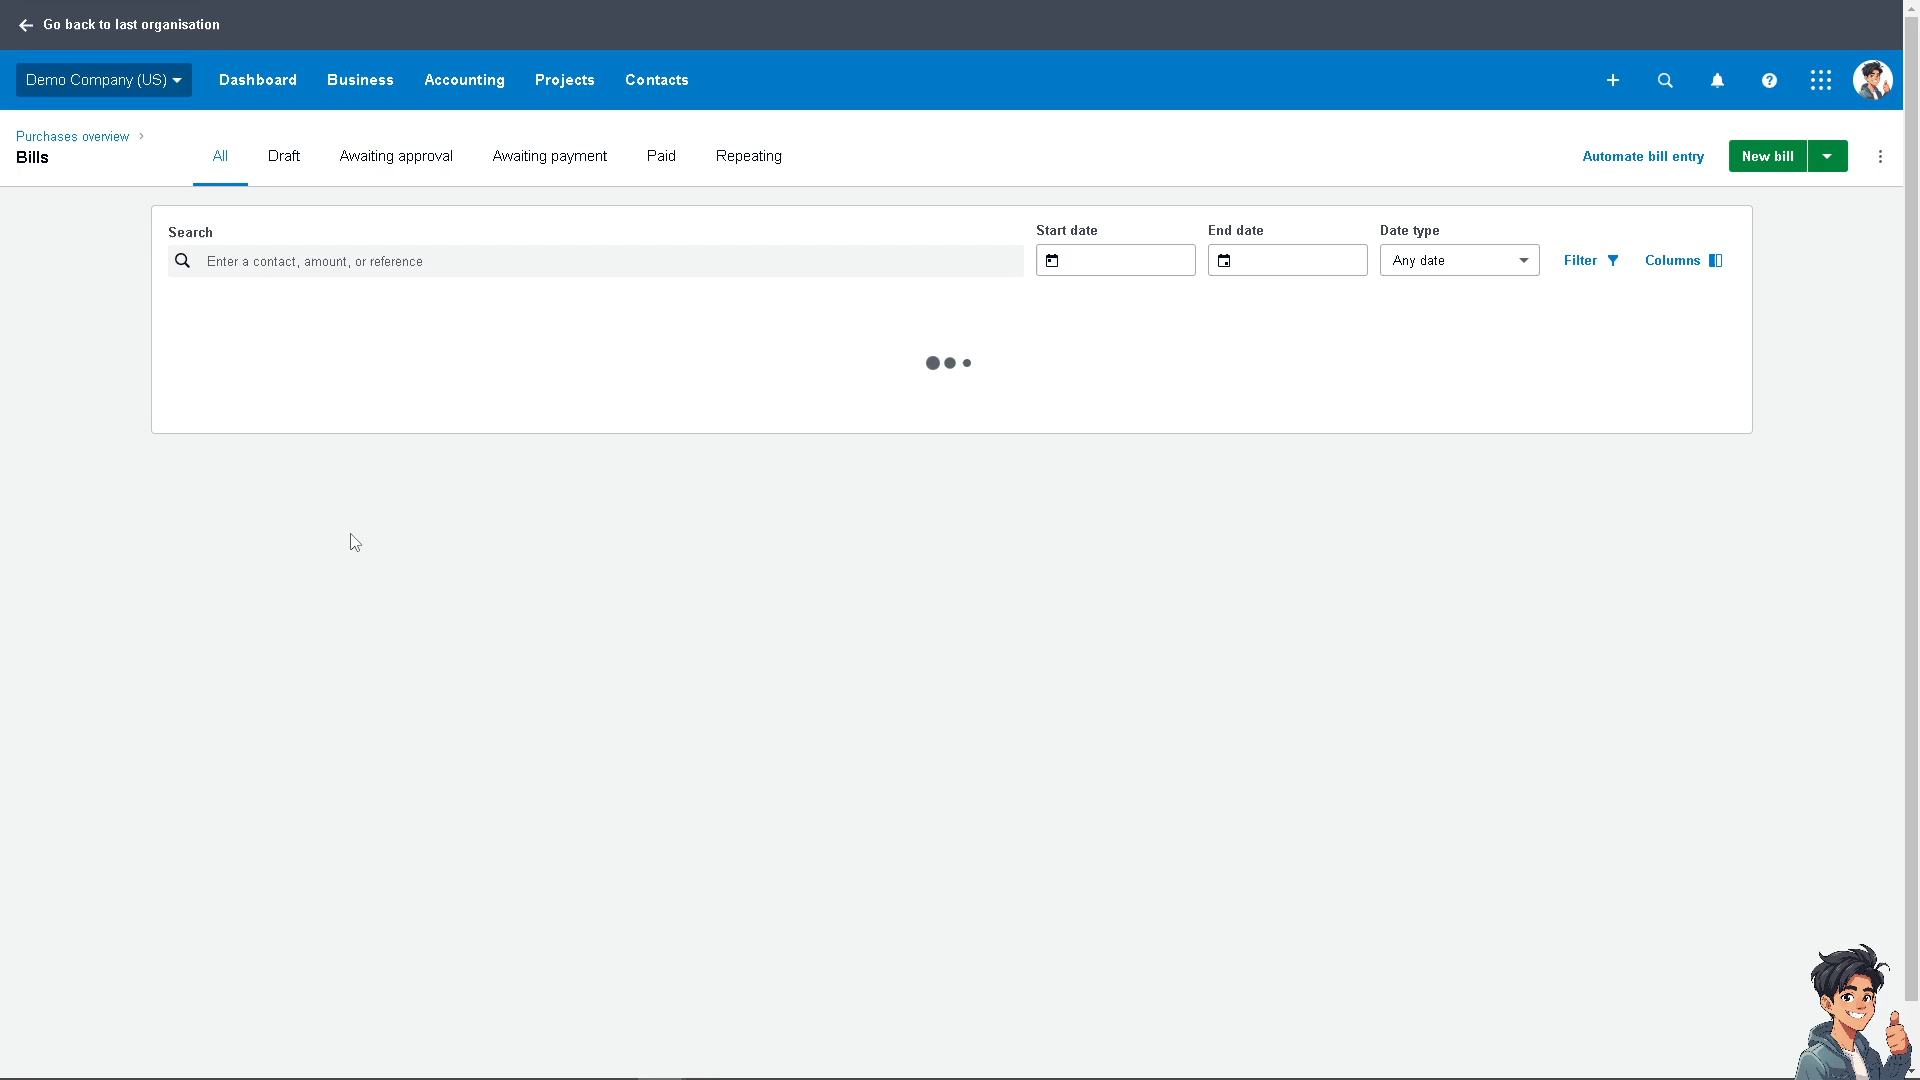 Go back to last organisation
Demo Company (US)
Dashboard
Business
Accounting
Projects
Contacts
Purchases overview
Bills
All
Draft
Awaiting approval
Awaiting payment
Paid
Repeating
Automate bill entry
New bill
Search
Start date
End date
Date type
Enter a contact, amount, or reference
Any date
Filter
Columns